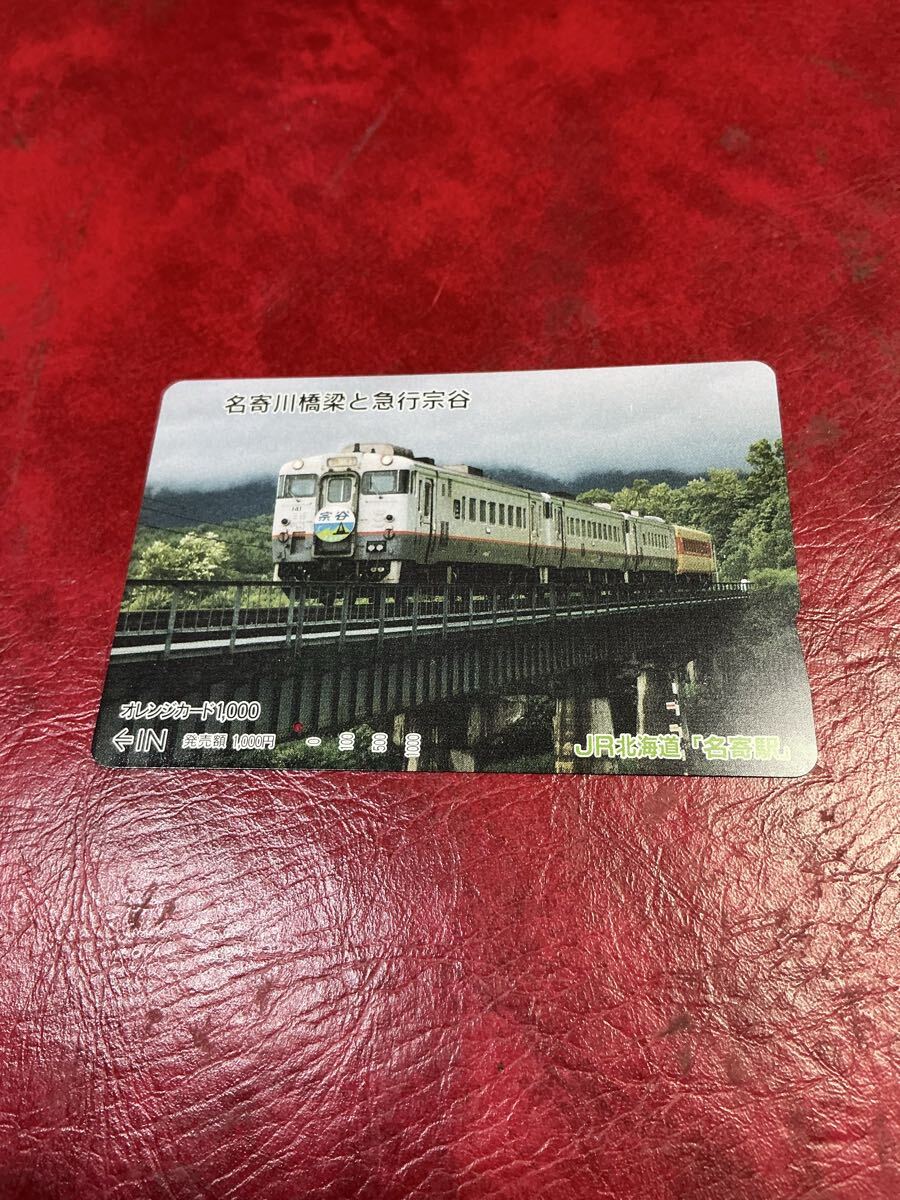 名寄川橋梁と急行宗谷
141
宗谷
オレンジカード1,000
←IN 発売額 1,000円 0 100 500 1000
JR北海道「名寄駅」